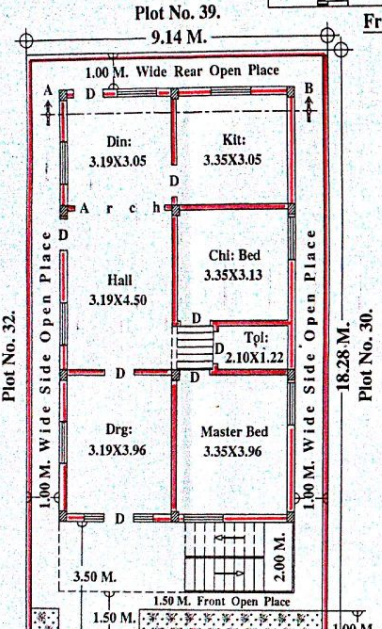 Plot No. 39.
Fr
9.14 M.
1.00 M. Wide Rear Open Place
A D B
Din:
3.19X3.05
Kit:
3.35X3.05
D
A r c h
D
Chi: Bed
3.35X3.13
Hall
3.19X4.50
D
D
Tol:
2.10X1.22
D D
Drg:
3.19X3.96
Master Bed
3.35X3.96
D
Plot No. 32.
1.00 M. Wide Side Open Place
1.00 M. Wide Side Open Place
18.28 M.
Plot No. 30.
2.00 M.
3.50 M.
1.50 M. Front Open Place
1.50 M.
1.00 M.